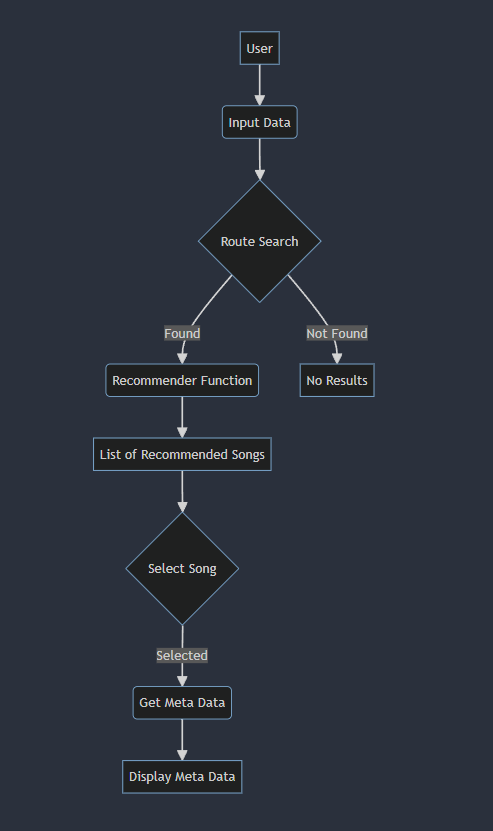 User
Input Data
Route Search
Found
Not Found
Recommender Function
No Results
List of Recommended Songs
Select Song
Selected
Get Meta Data
Display Meta Data